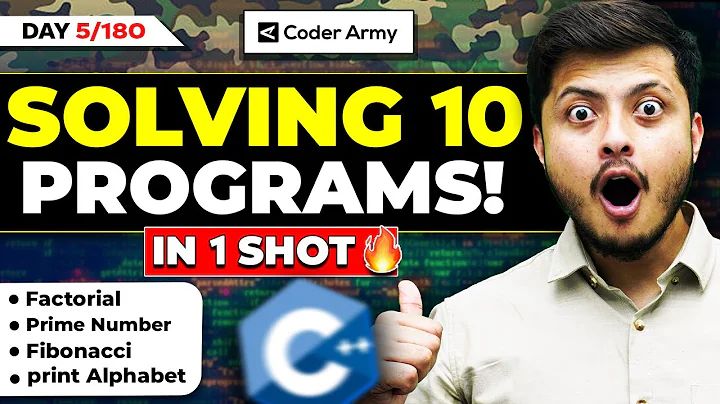 DAY 5/180
Coder Army
SOLVING 10
PROGRAMS!
IN 1 SHOT
• Factorial
• Prime Number
• Fibonacci
• print Alphabet
C++